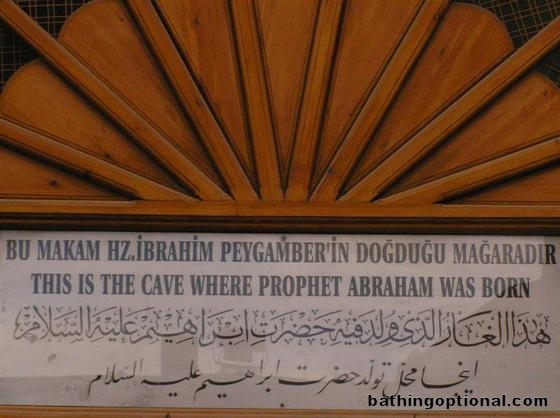 BU MAKAM HZ.İBRAHİM PEYGAMBER'İN DOĞDUĞU MAĞARADIR
THIS IS THE CAVE WHERE PROPHET ABRAHAM WAS BORN
هذا الغار الذي ولد فيه حضرت ابراهيم عليه السلام
اينجا محل تولد حضرت ابراهيم عليه السلام
bathingoptional.com